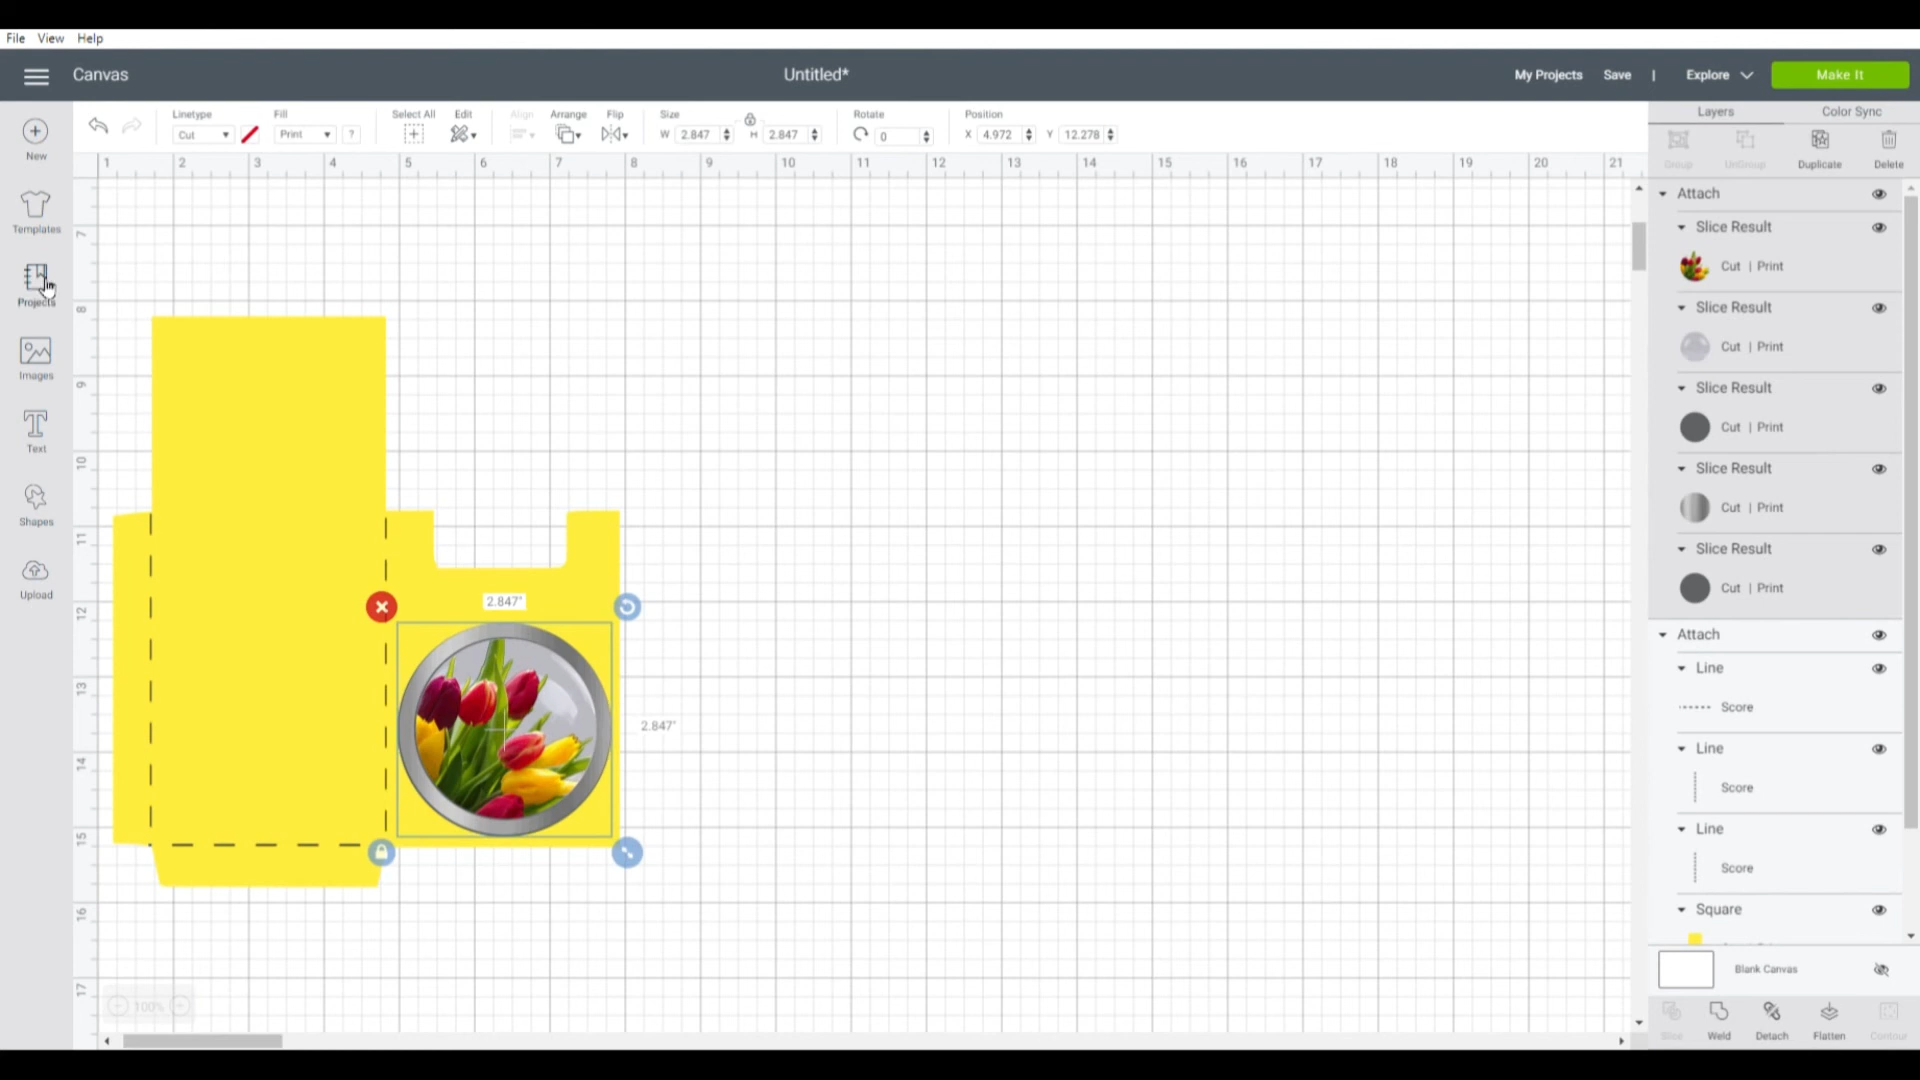 File View Help
Canvas
Untitled*
My Projects Save | Explore
Make It
Linetype
Cut
Fill
Print
?
Select All
Edit
Align
Arrange
Flip
Size
W 2.847
H 2.847
Rotate
0
Position
X 4.972
Y 12.278
Layers
Color Sync
Group
UnGroup
Duplicate
Delete
New
Templates
Projects
Images
Text
Shapes
Upload
1 2 3 4 5 6 7 8 9 10 11 12 13 14 15 16 17 18 19 20 21
7
8
9
10
11
12
13
14
15
16
17
2.847"
2.847"
100%
Attach
Slice Result
Cut | Print
Slice Result
Cut | Print
Slice Result
Cut | Print
Slice Result
Cut | Print
Slice Result
Cut | Print
Attach
Line
Score
Line
Score
Line
Score
Square
Blank Canvas
Slice
Weld
Detach
Flatten
Contour